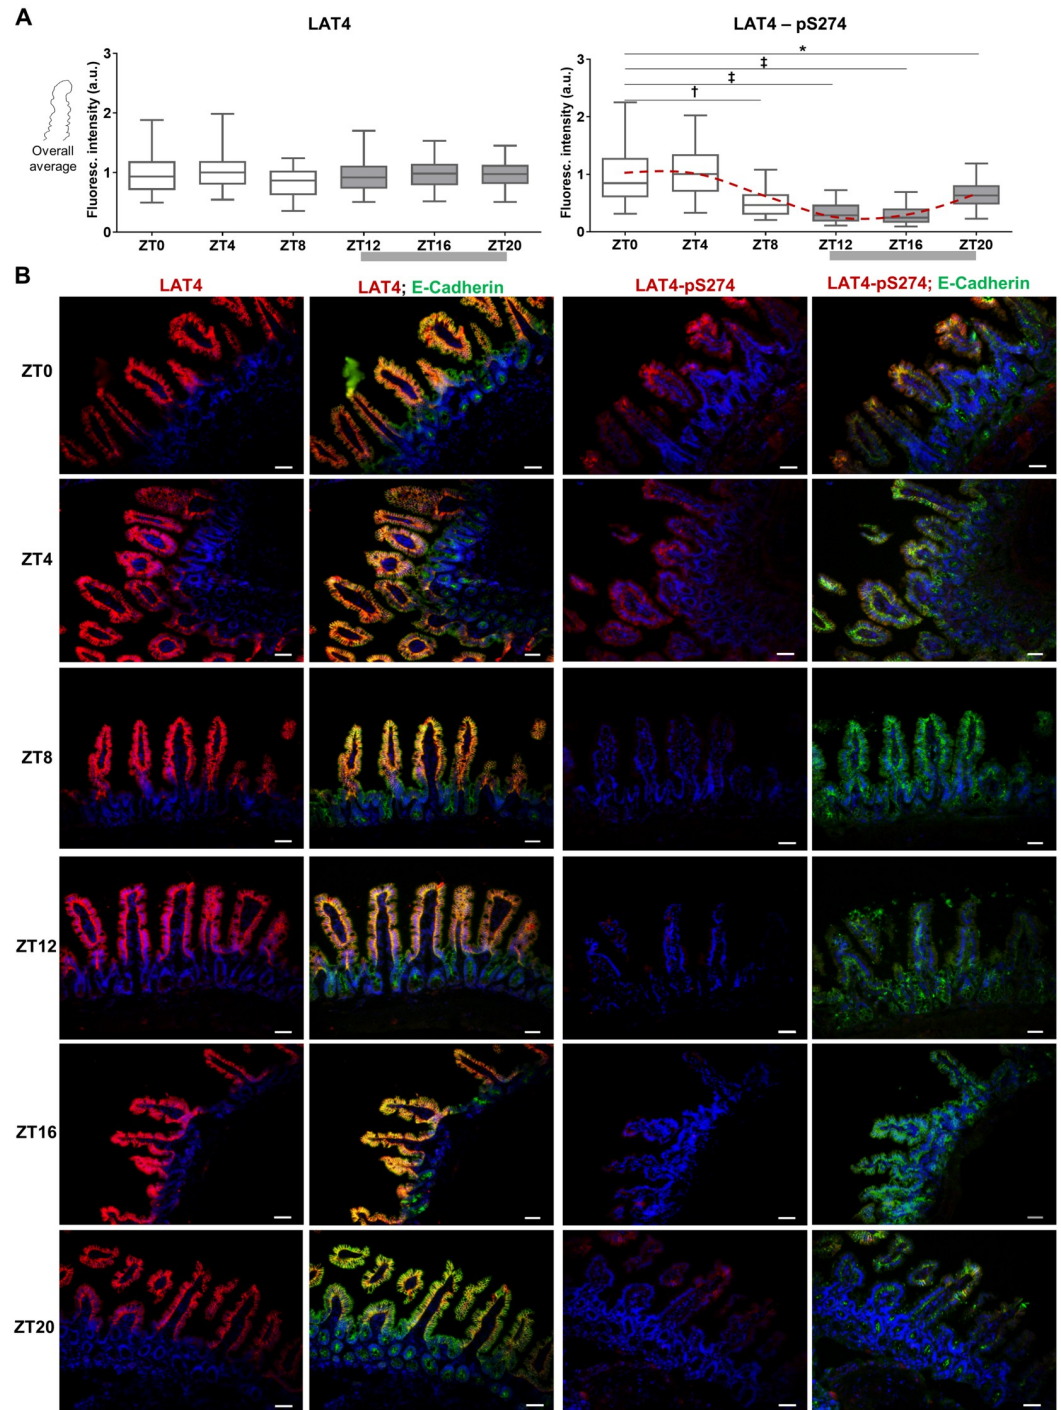 A
LAT4
LAT4 – pS274
Fluoresc. intensity (a.u.)
3
2
1
0
Overall
average
ZT0 ZT4 ZT8 ZT12 ZT16 ZT20
Fluoresc. intensity (a.u.)
3
2
1
0
*
‡
‡
†
ZT0 ZT4 ZT8 ZT12 ZT16 ZT20
B
LAT4 LAT4; E-Cadherin LAT4-pS274 LAT4-pS274; E-Cadherin
ZT0
ZT4
ZT8
ZT12
ZT16
ZT20